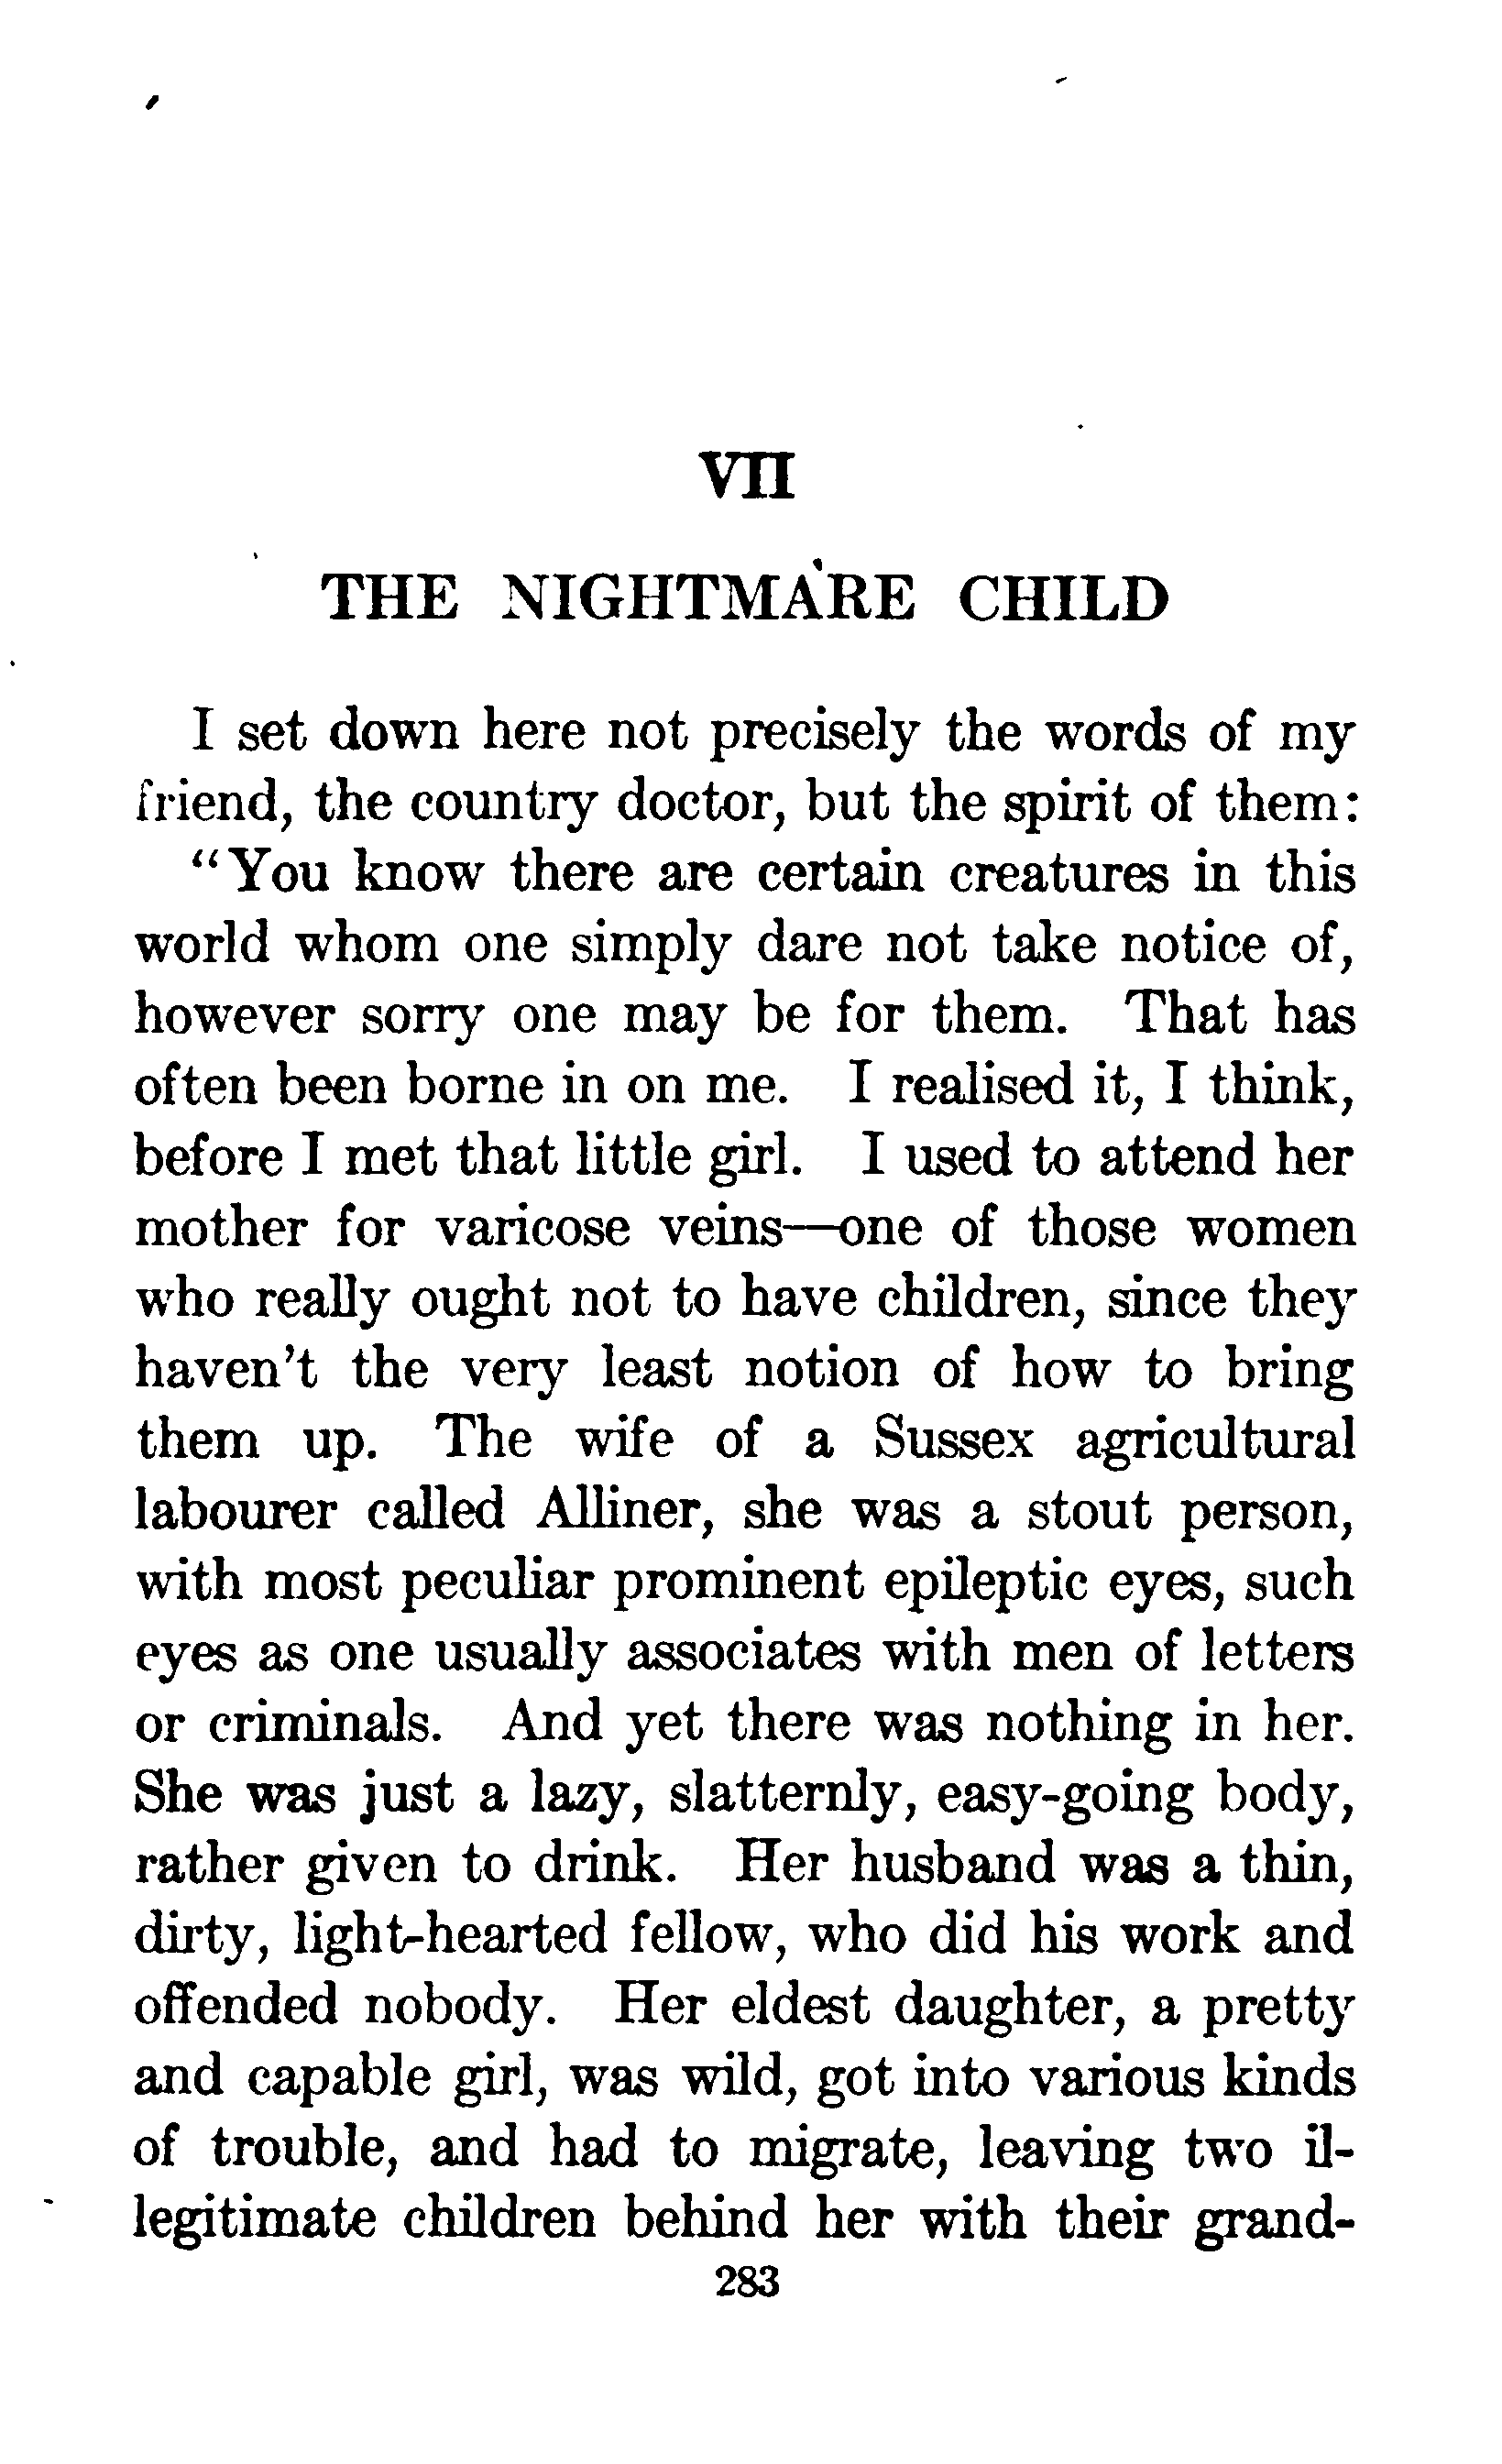 VII
THE NIGHTMARE CHILD
I set down here not precisely the words of my
friend, the country doctor, but the spirit of them:
"You know there are certain creatures in this
world whom one simply dare not take notice of,
however sorry one may be for them. That has
often been borne in on me. I realised it, I think,
before I met that little girl. I used to attend her
mother for varicose veins—one of those women
who really ought not to have children, since they
haven't the very least notion of how to bring
them up. The wife of a Sussex agricultural
labourer called Alliner, she was a stout person,
with most peculiar prominent epileptic eyes, such
eyes as one usually associates with men of letters
or criminals. And yet there was nothing in her.
She was just a lazy, slatternly, easy-going body,
rather given to drink. Her husband was a thin,
dirty, light-hearted fellow, who did his work and
offended nobody. Her eldest daughter, a pretty
and capable girl, was wild, got into various kinds
of trouble, and had to migrate, leaving two il-
legitimate children behind her with their grand-
283